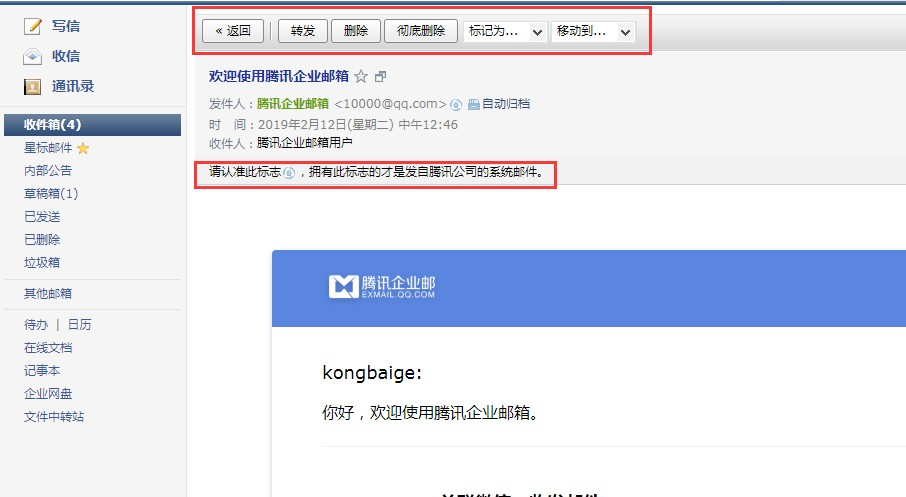 写信
收信
通讯录
收件箱(4)
星标邮件
内部公告
草稿箱(1)
已发送
已删除
垃圾箱
其他邮箱
待办 | 日历
在线文档
记事本
企业网盘
文件中转站
« 返回 转发 删除 彻底删除 标记为... 移动到...
欢迎使用腾讯企业邮箱
发件人：腾讯企业邮箱 <10000@qq.com> 自动归档
时 间：2019年2月12日(星期二) 中午12:46
收件人：腾讯企业邮箱用户
请认准此标志，拥有此标志的才是发自腾讯公司的系统邮件。
腾讯企业邮
EXMAIL.QQ.COM
kongbaige:
你好，欢迎使用腾讯企业邮箱。